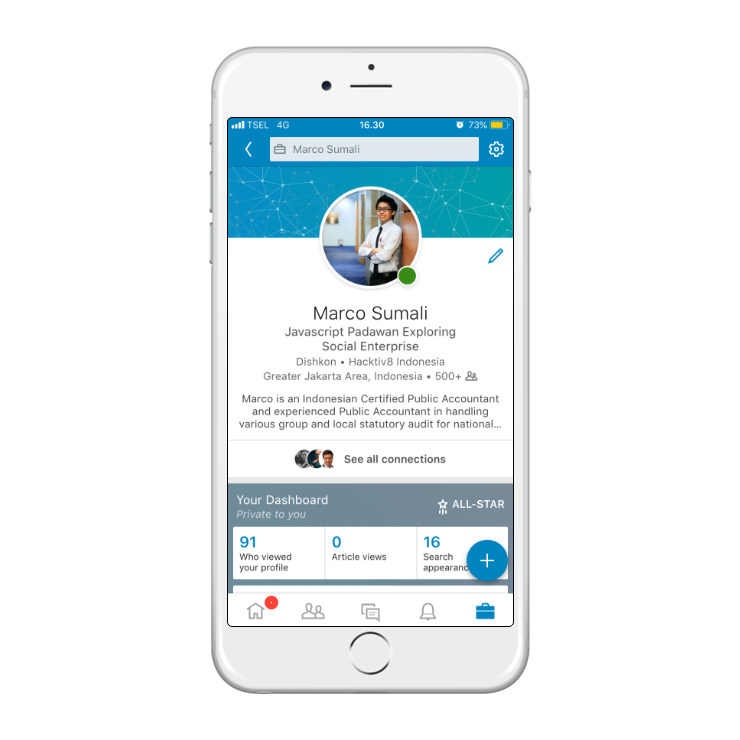 TSEL 4G 16.30 73%
Marco Sumali
Marco Sumali
Javascript Padawan Exploring
Social Enterprise
Dishkon • Hacktiv8 Indonesia
Greater Jakarta Area, Indonesia • 500+
Marco is an Indonesian Certified Public Accountant
and experienced Public Accountant in handling
various group and local statutory audit for national...
See all connections
Your Dashboard
Private to you
ALL-STAR
91
Who viewed
your profile
0
Article views
16
Search
appearanc